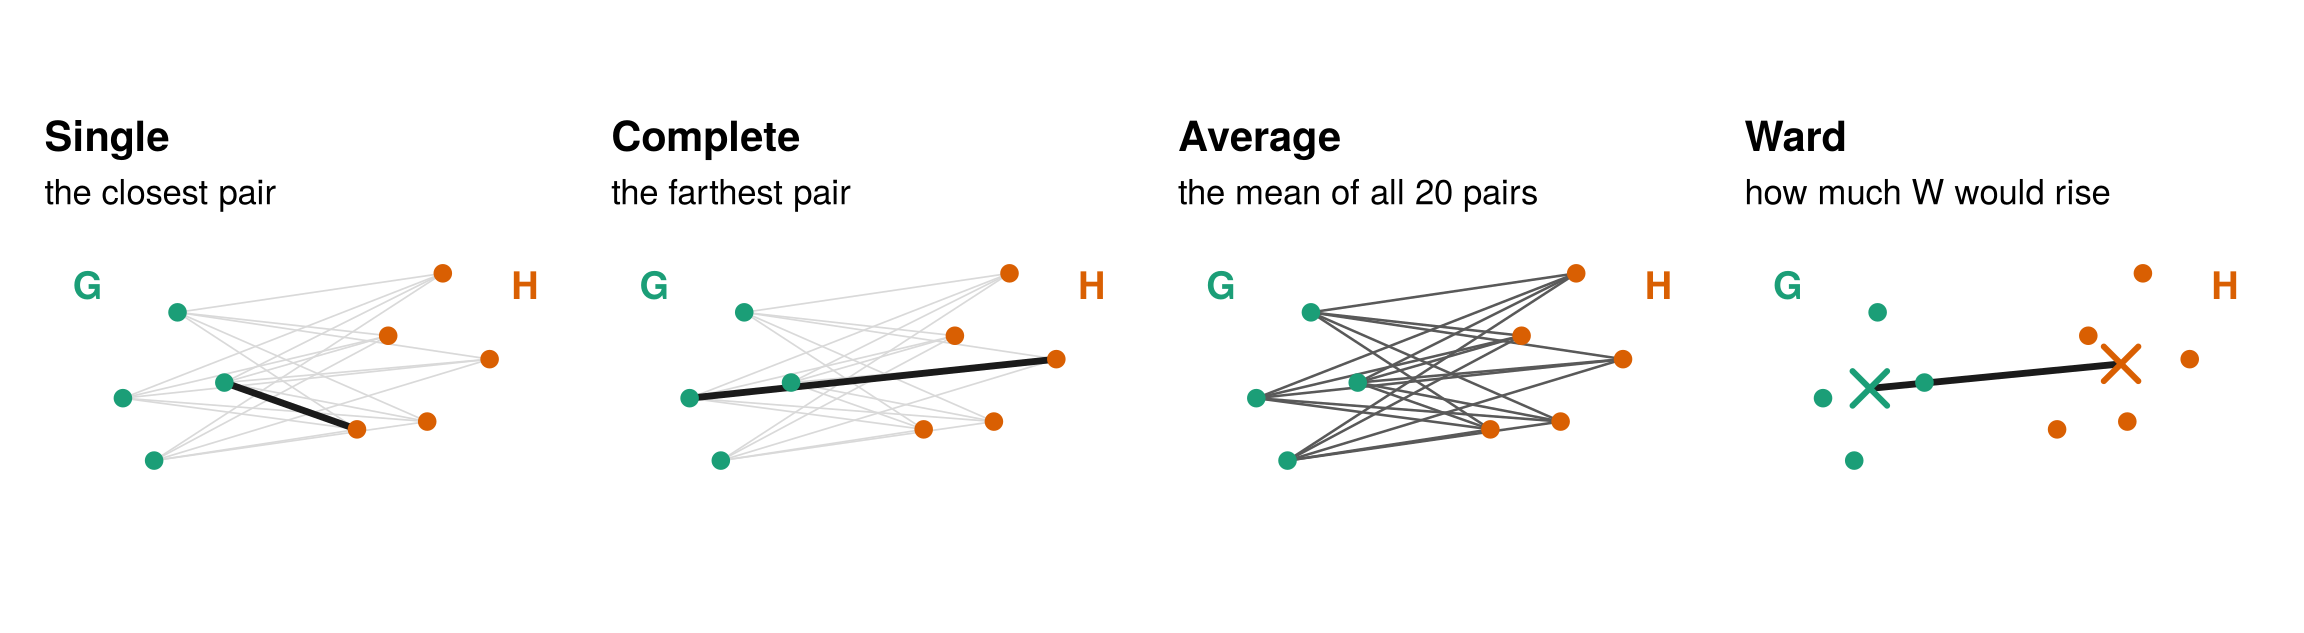 Single
the closest pair
G
H
Complete
the farthest pair
G
H
Average
the mean of all 20 pairs
G
H
Ward
how much W would rise
G
H